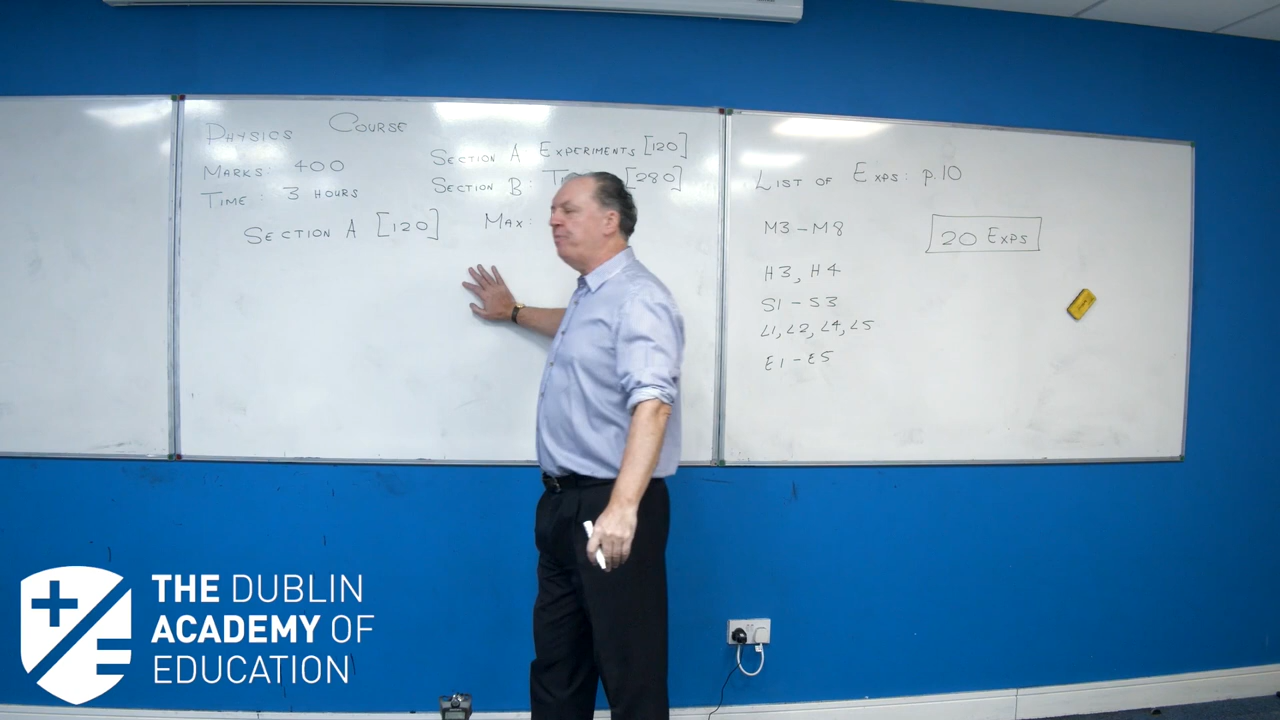 PHYSICS COURSE
MARKS: 400
TIME: 3 HOURS
SECTION A EXPERIMENTS [120]
SECTION B: [280]
SECTION A [120] MAX:
LIST OF EXPS: p.10
M3-M8
20 EXPS
H3, H4
S1-S3
L1, L2, L4, L5
E1-E5
THE DUBLIN
ACADEMY OF
EDUCATION